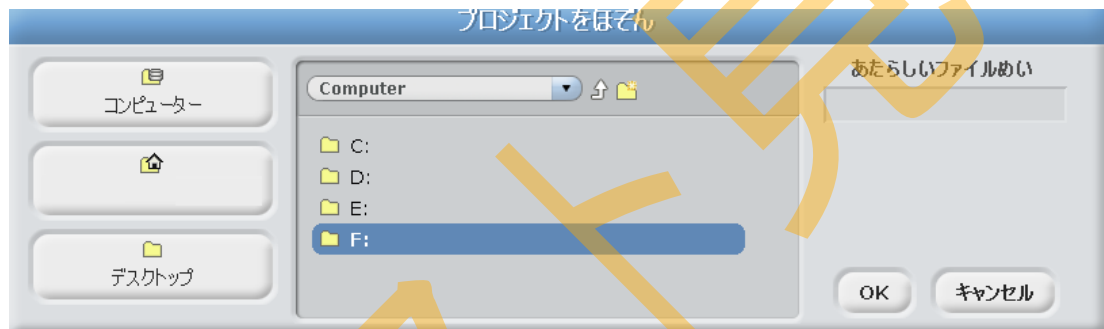 プロジェクトをほぞん
コンピューター
デスクトップ
Computer
C:
D:
E:
F:
あたらしいファイルめい
OK
キャンセル